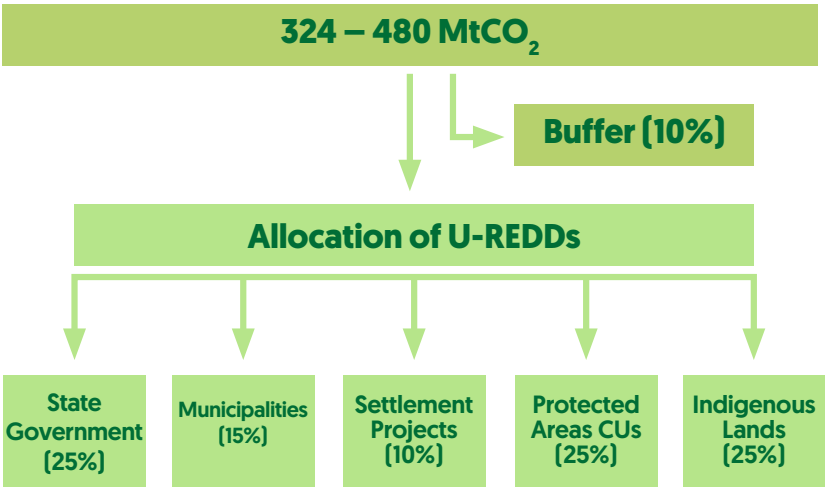 324 – 480 MtCO₂
Buffer (10%)
Allocation of U-REDDs
State
Government
(25%)
Municipalities
(15%)
Settlement
Projects
(10%)
Protected
Areas CUs
(25%)
Indigenous
Lands
(25%)